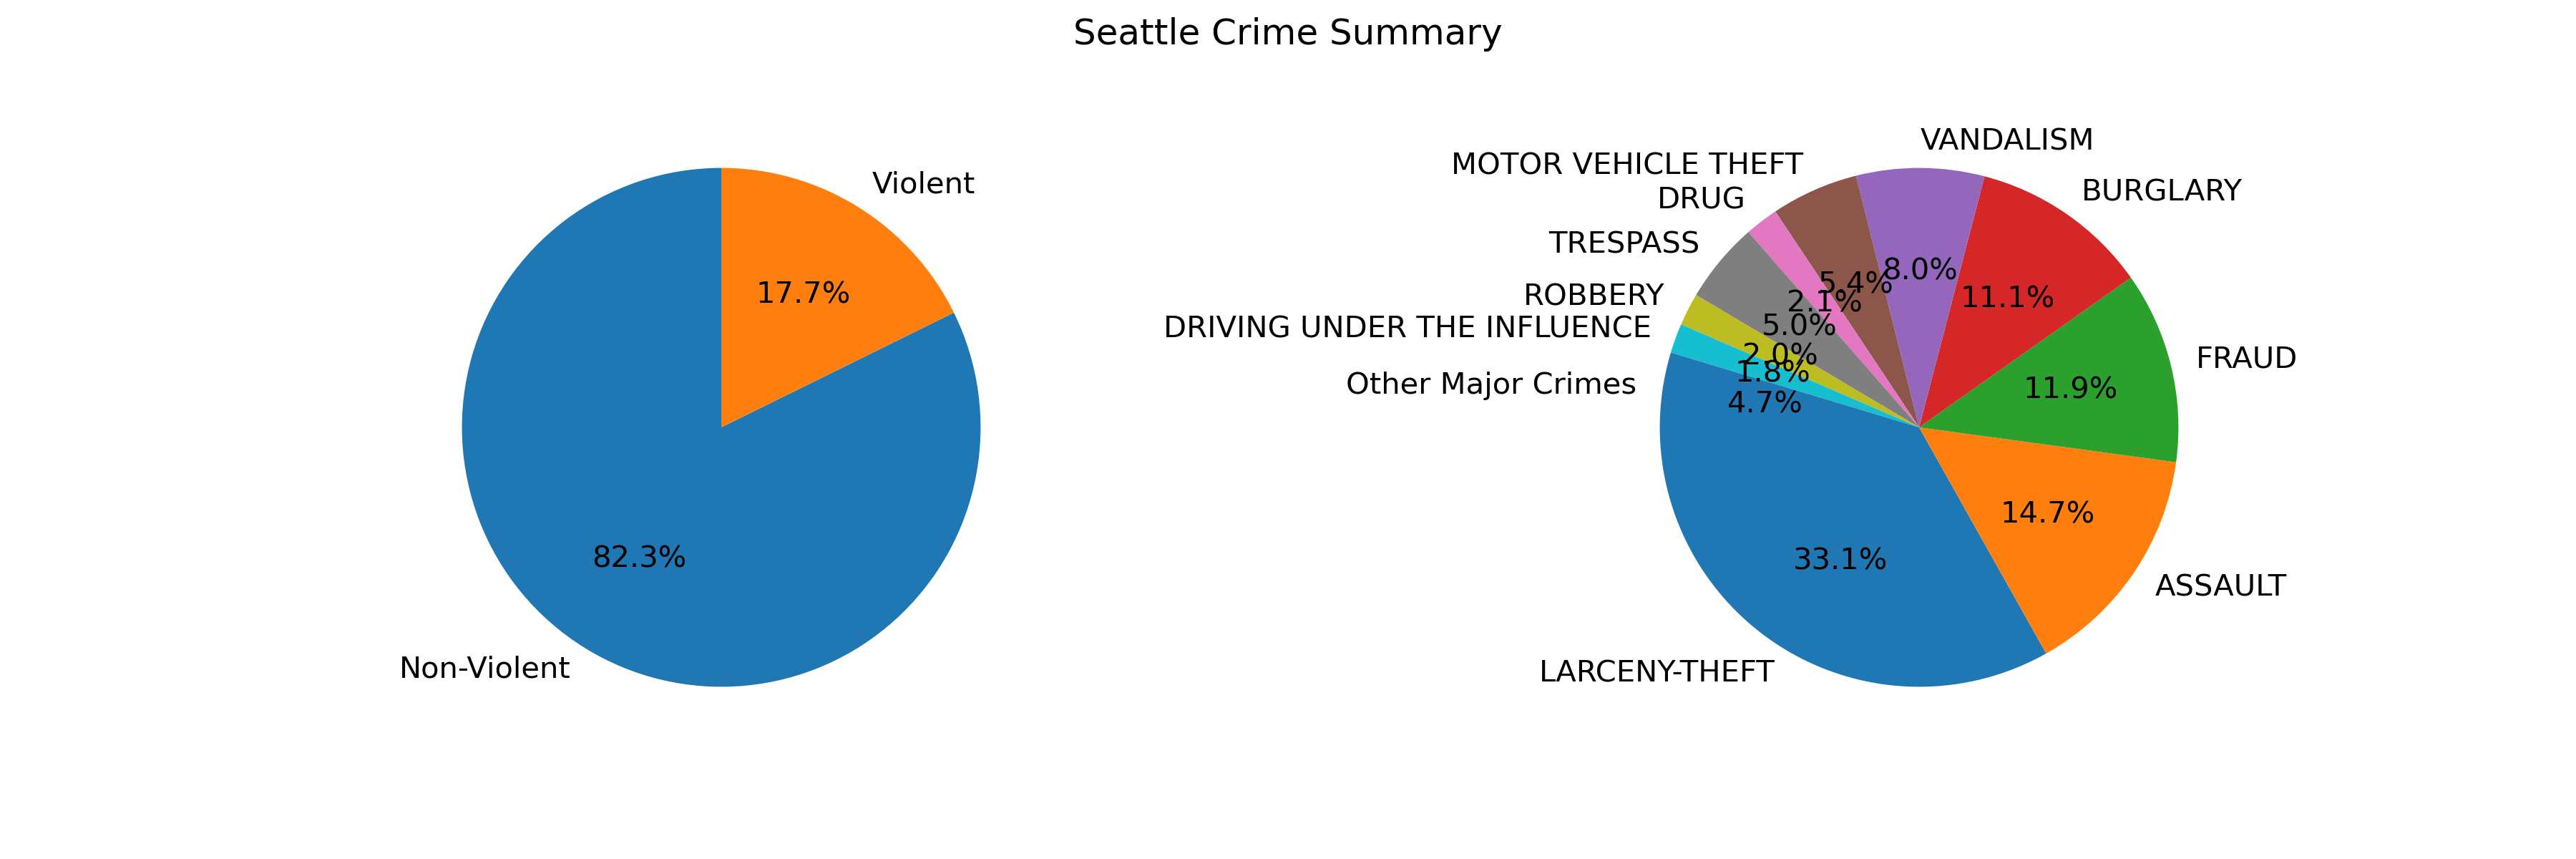 Seattle Crime Summary
Violent
17.7%
82.3%
Non-Violent
VANDALISM
MOTOR VEHICLE THEFT
DRUG
BURGLARY
TRESPASS
ROBBERY
DRIVING UNDER THE INFLUENCE
Other Major Crimes
FRAUD
ASSAULT
LARCENY-THEFT
8.0%
5.4%
2.1%
11.1%
5.0%
2.0%
1.8%
4.7%
11.9%
14.7%
33.1%